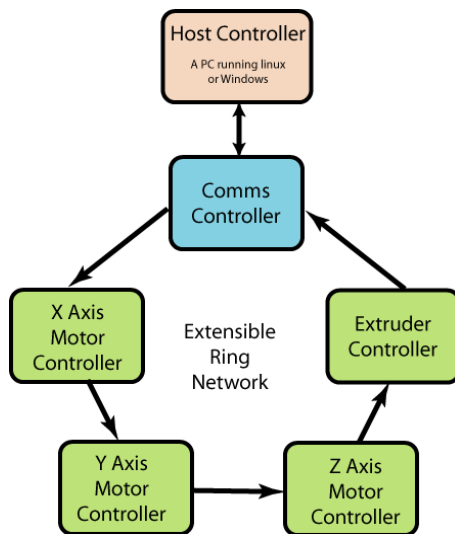 Host Controller
A PC running linux
or Windows
Comms
Controller
X Axis
Motor
Controller
Extensible
Ring
Network
Extruder
Controller
Y Axis
Motor
Controller
Z Axis
Motor
Controller